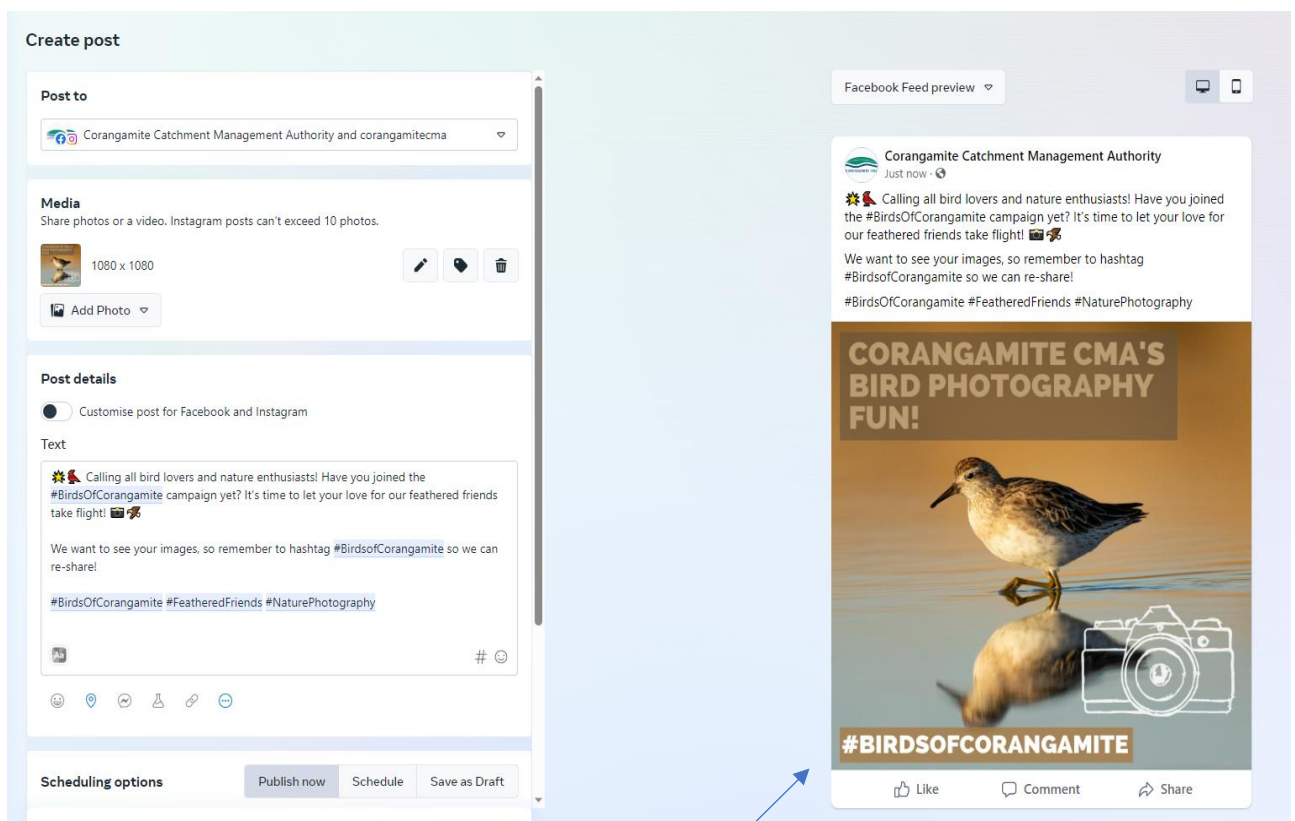 Create post
Post to
Corangamite Catchment Management Authority and corangamitecma
Media
Share photos or a video. Instagram posts can't exceed 10 photos.
1080 x 1080
Add Photo
Post details
Customise post for Facebook and Instagram
Text
Calling all bird lovers and nature enthusiasts! Have you joined the
#BirdsOfCorangamite campaign yet? It's time to let your love for our feathered friends
take flight!
We want to see your images, so remember to hashtag #BirdsofCorangamite so we can
re-share!
#BirdsOfCorangamite #FeatheredFriends #NaturePhotography
Aa
#
Scheduling options
Publish now Schedule Save as Draft
Facebook Feed preview
Corangamite Catchment Management Authority
Just now ·
Calling all bird lovers and nature enthusiasts! Have you joined
the #BirdsOfCorangamite campaign yet? It's time to let your love for
our feathered friends take flight!
We want to see your images, so remember to hashtag
#BirdsofCorangamite so we can re-share!
#BirdsOfCorangamite #FeatheredFriends #NaturePhotography
CORANGAMITE CMA'S
BIRD PHOTOGRAPHY
FUN!
#BIRDSOFCORANGAMITE
Like Comment Share